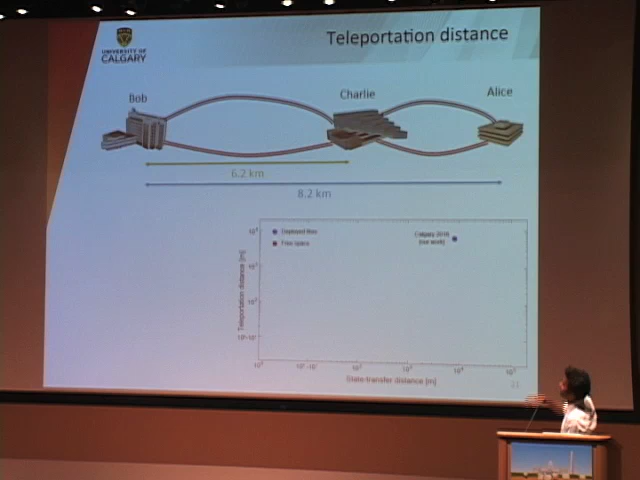 Teleportation distance
UNIVERSITY OF
CALGARY
Bob
Charlie
Alice
6.2 km
8.2 km
Deployed fibre
Free space
Calgary 2016
(our work)
Teleportation distance [m]
State-transfer distance [m]